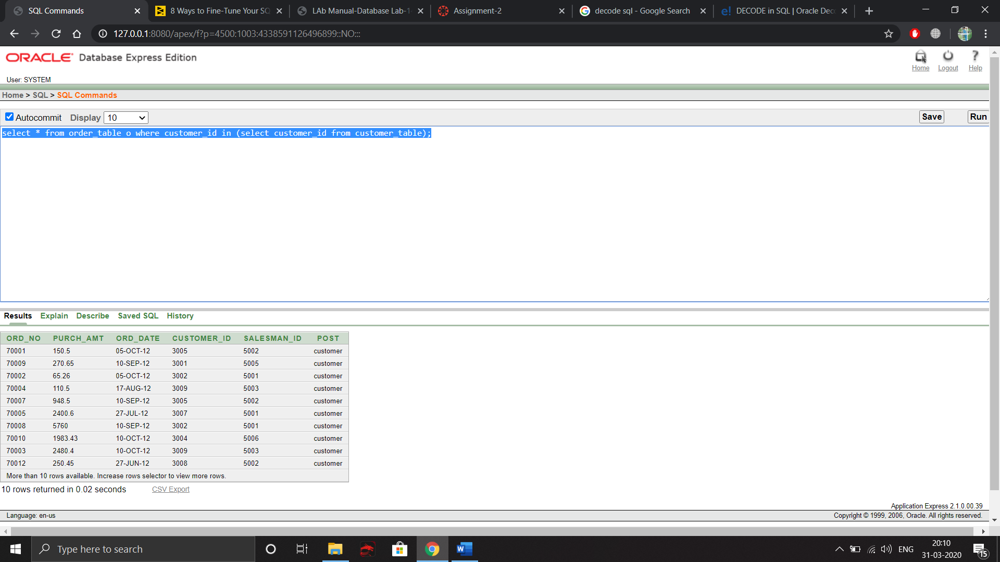 SQL Commands
8 Ways to Fine-Tune Your SQ
LAb Manual-Database Lab-1
Assignment-2
decode sql - Google Search
DECODE in SQL | Oracle Dec
127.0.0.1:8080/apex/f?p=4500:1003:4338591126496899::NO:::
ORACLE Database Express Edition
Home Logout Help
User: SYSTEM
Home > SQL > SQL Commands
Autocommit Display 10 Save Run
select * from order_table o where customer_id in (select customer_id from customer_table);
Results Explain Describe Saved SQL History
ORD_NO PURCH_AMT ORD_DATE CUSTOMER_ID SALESMAN_ID POST
70001 150.5 05-OCT-12 3005 5002 customer
70009 270.65 10-SEP-12 3001 5005 customer
70002 65.26 05-OCT-12 3002 5001 customer
70004 110.5 17-AUG-12 3009 5003 customer
70007 948.5 10-SEP-12 3005 5002 customer
70005 2400.6 27-JUL-12 3007 5001 customer
70008 5760 10-SEP-12 3002 5001 customer
70010 1983.43 10-OCT-12 3004 5006 customer
70003 2480.4 10-OCT-12 3009 5003 customer
70012 250.45 27-JUN-12 3008 5002 customer
More than 10 rows available. Increase rows selector to view more rows.
10 rows returned in 0.02 seconds CSV Export
Application Express 2.1.0.00.39
Language: en-us Copyright © 1999, 2006, Oracle. All rights reserved.
Type here to search
ENG
20:10
31-03-2020
15